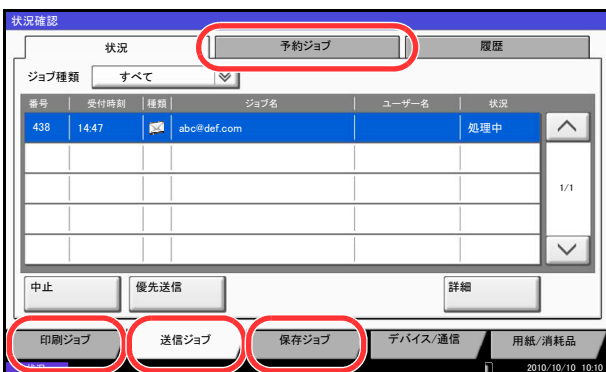 状況確認
状況 予約ジョブ 履歴
ジョブ種類 すべて
番号 受付時刻 種類 ジョブ名 ユーザー名 状況
438 14:47 abc@def.com 処理中
1/1
中止 優先送信 詳細
印刷ジョブ 送信ジョブ 保存ジョブ デバイス/通信 用紙/消耗品
状況 2010/10/10 10:10